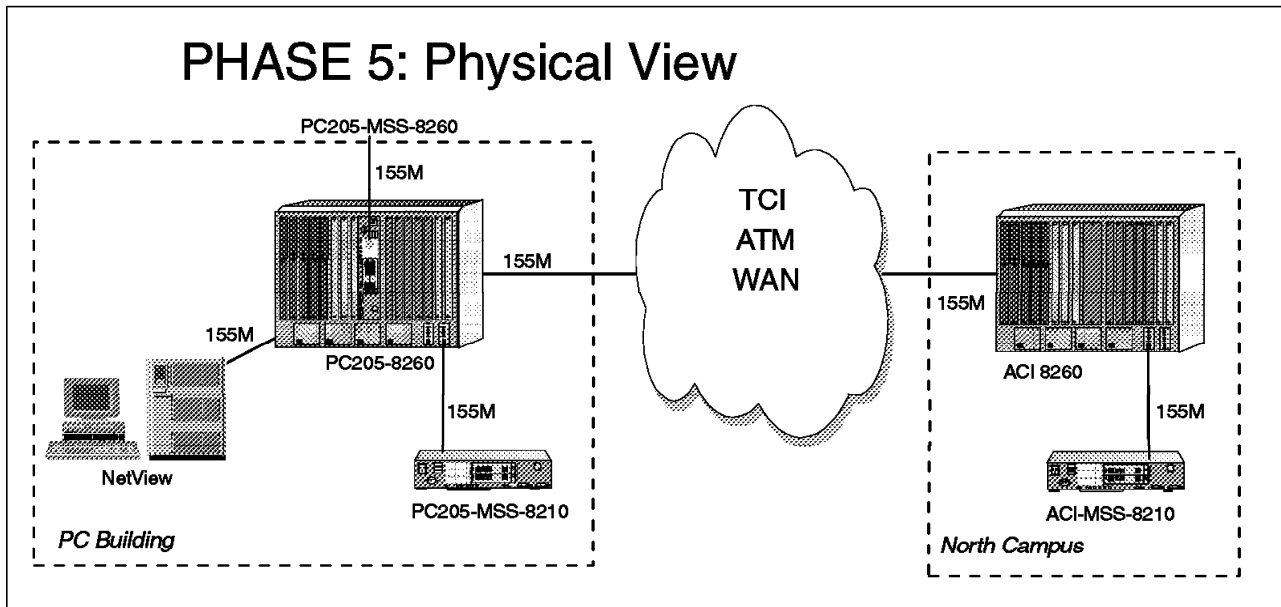 PHASE 5: Physical View
PC205-MSS-8260
155M
TCI
ATM
WAN
155M
155M
155M
PC205-8260
ACI 8260
155M
155M
NetView
PC205-MSS-8210
ACI-MSS-8210
PC Building
North Campus